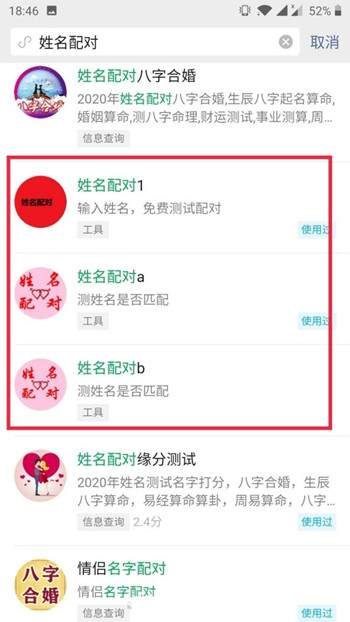 18:46
52%
姓名配对
取消
姓名配对八字合婚
2020年姓名配对八字合婚,生辰八字起名算命,
婚姻算命,测八字命理,财运测试,事业测算,周...
信息查询
姓名配对
姓名配对1
输入姓名，免费测试配对
工具
使用过
姓名
配对
姓名配对a
测姓名是否匹配
工具
使用过
姓名
配对
姓名配对b
测姓名是否匹配
工具
姓名配对缘分测试
2020年姓名测试名字打分，八字合婚，生辰
八字算命，易经算命算卦，周易算命，八字...
信息查询
2.4分
使用过
八字
合婚
情侣名字配对
情侣名字配对
信息查询
使用过